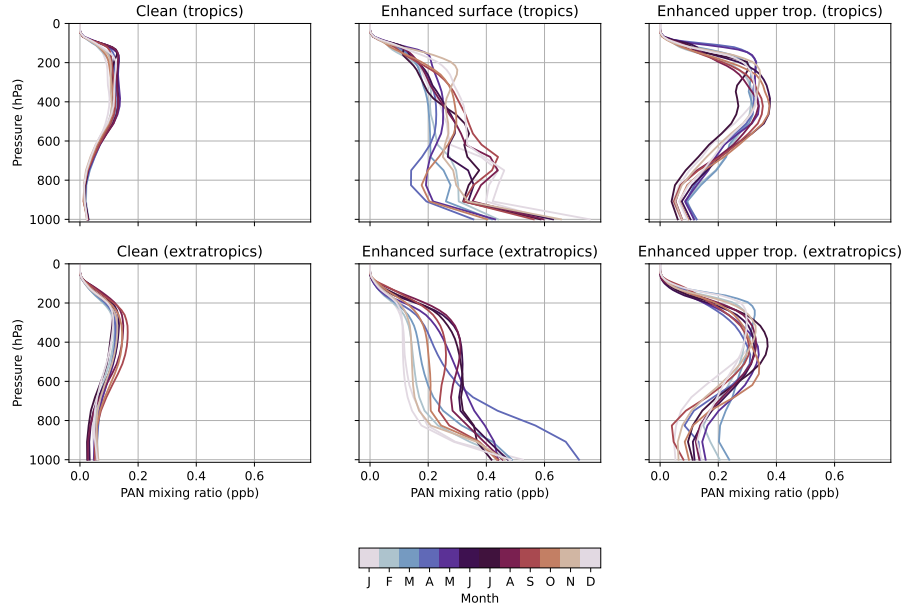 Clean (tropics)
Enhanced surface (tropics)
Enhanced upper trop. (tropics)
Pressure (hPa)
0
200
400
600
800
1000
Clean (extratropics)
Enhanced surface (extratropics)
Enhanced upper trop. (extratropics)
Pressure (hPa)
0
200
400
600
800
1000
0.0 0.2 0.4 0.6
0.0 0.2 0.4 0.6
0.0 0.2 0.4 0.6
PAN mixing ratio (ppb)
PAN mixing ratio (ppb)
PAN mixing ratio (ppb)
J F M A M J J A S O N D
Month